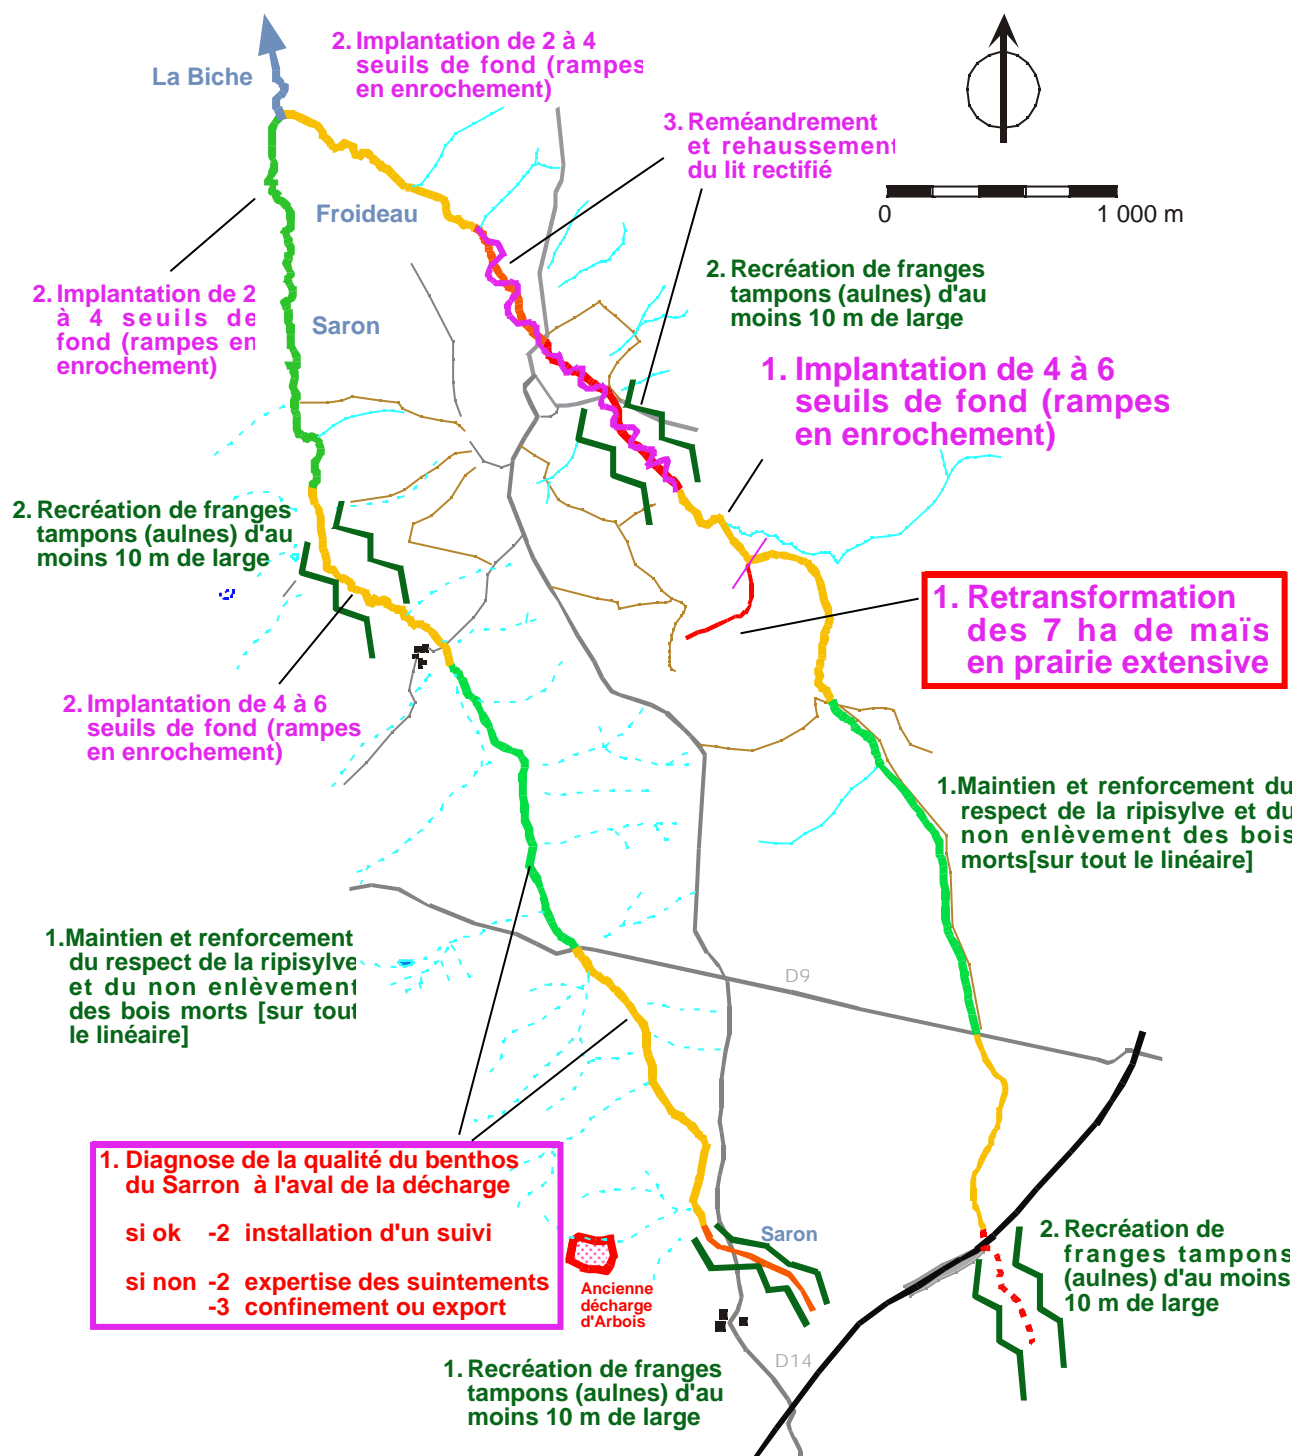 2. Implantation de 2 à 4
seuils de fond (rampes
en enrochement)
La Biche
3. Reméandrement
et rehaussement
du lit rectifié
0
1 000 m
Froideau
2. Recréation de franges
tampons (aulnes) d'au
moins 10 m de large
2. Implantation de 2
à 4 seuils de
fond (rampes en
enrochement)
Saron
1. Implantation de 4 à 6
seuils de fond (rampes
en enrochement)
2. Recréation de franges
tampons (aulnes) d'au
moins 10 m de large
1. Retransformation
des 7 ha de maïs
en prairie extensive
2. Implantation de 4 à 6
seuils de fond (rampes
en enrochement)
1.Maintien et renforcement du
respect de la ripisylve et du
non enlèvement des bois
morts[sur tout le linéaire]
1.Maintien et renforcement
du respect de la ripisylve
et du non enlèvement
des bois morts [sur tout
le linéaire]
D9
1. Diagnose de la qualité du benthos
du Sarron à l'aval de la décharge
si ok -2 installation d'un suivi
si non -2 expertise des suintements
-3 confinement ou export
Ancienne
décharge
d'Arbois
Saron
2. Recréation de
franges tampons
(aulnes) d'au moins
10 m de large
D14
1. Recréation de franges
tampons (aulnes) d'au
moins 10 m de large